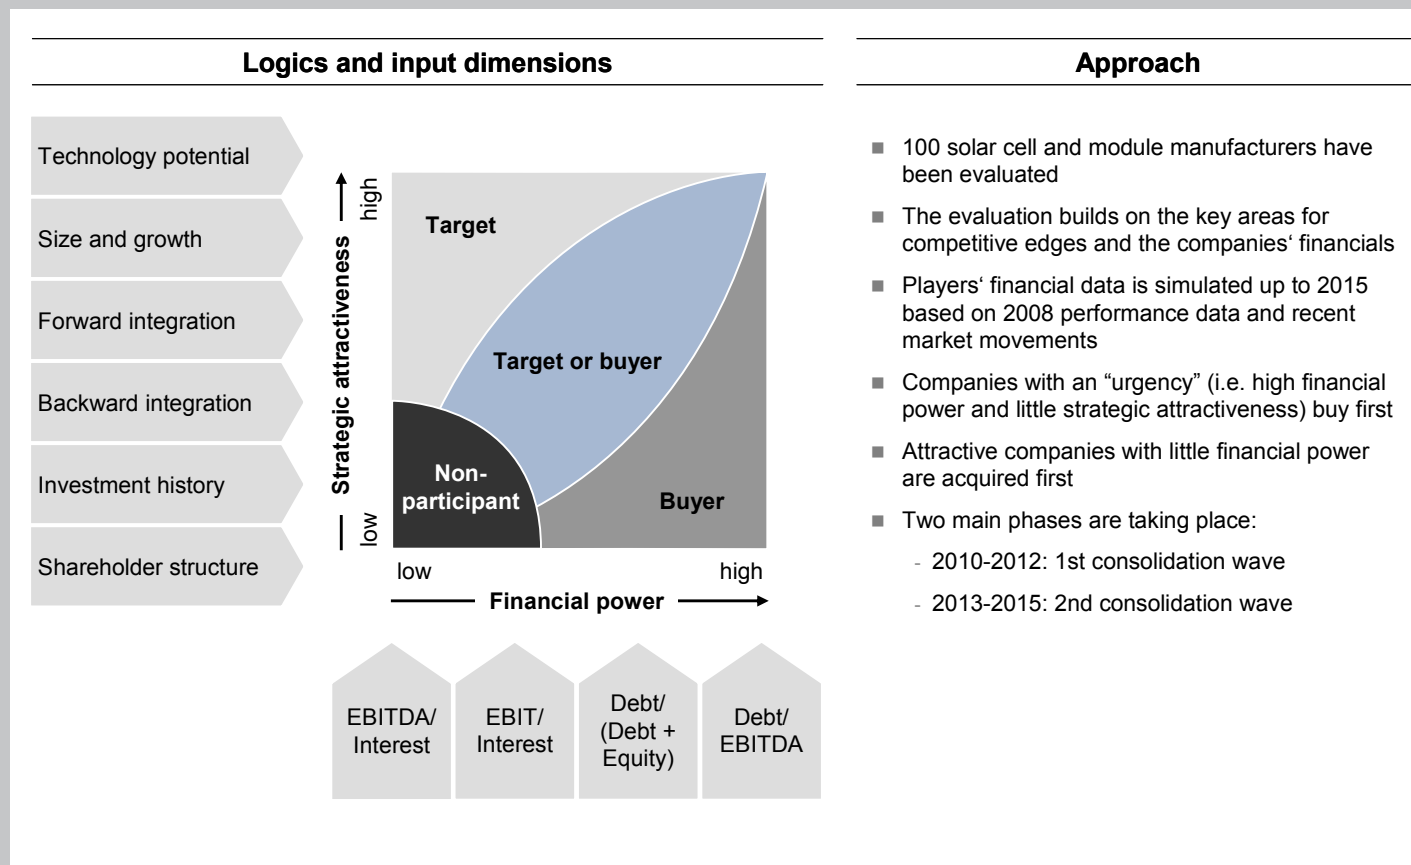 Logics and input dimensions
Technology potential
Size and growth
Forward integration
Backward integration
Investment history
Shareholder structure
Strategic attractiveness
high
low
Target
Target or buyer
Non-
participant
Buyer
low
high
Financial power
EBITDA/
Interest
EBIT/
Interest
Debt/
(Debt +
Equity)
Debt/
EBITDA
Approach
■ 100 solar cell and module manufacturers have
been evaluated
■ The evaluation builds on the key areas for
competitive edges and the companies‘ financials
■ Players‘ financial data is simulated up to 2015
based on 2008 performance data and recent
market movements
■ Companies with an “urgency” (i.e. high financial
power and little strategic attractiveness) buy first
■ Attractive companies with little financial power
are acquired first
■ Two main phases are taking place:
- 2010-2012: 1st consolidation wave
- 2013-2015: 2nd consolidation wave